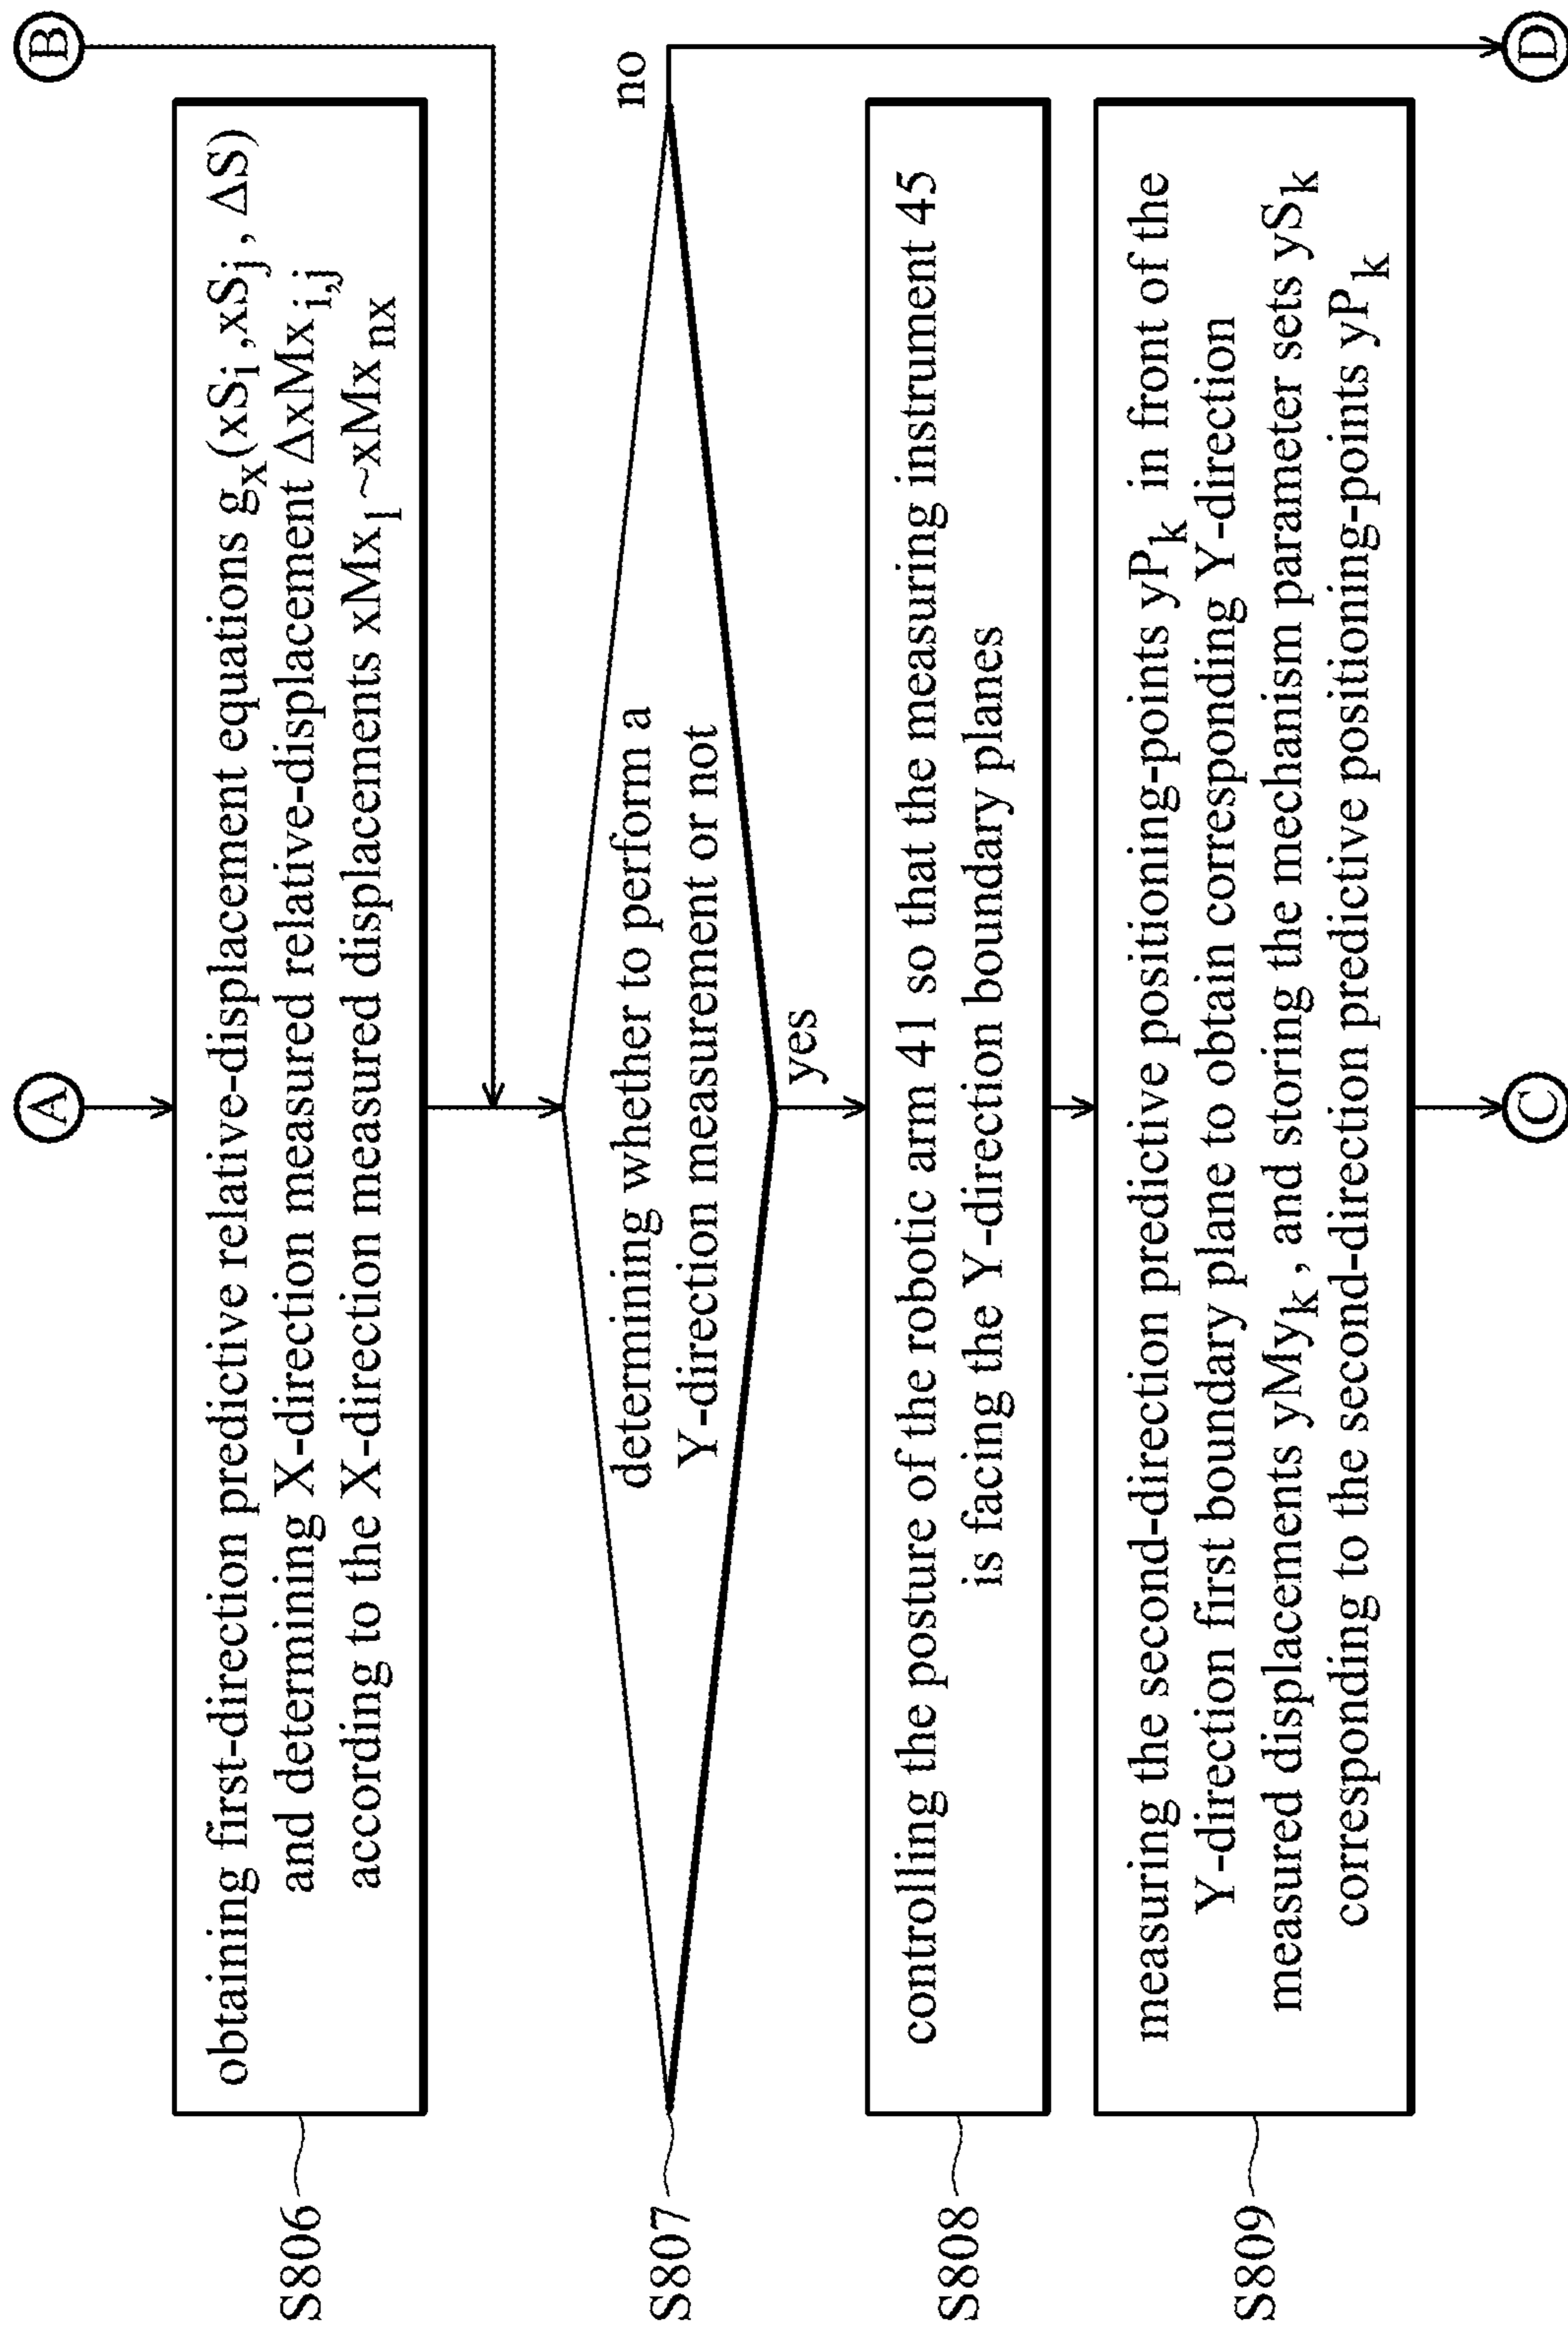 A
B
S806
obtaining first-direction predictive relative-displacement equations gₓ(xSᵢ ,xSⱼ , ΔS)
and determining X-direction measured relative-displacement ΔxMxᵢ,ⱼ
according to the X-direction measured displacements xMx₁ ~xMxₙₓ
S807
determining whether to perform a
Y-direction measurement or not
no
yes
S808
controlling the posture of the robotic arm 41 so that the measuring instrument 45
is facing the Y-direction boundary planes
S809
measuring the second-direction predictive positioning-points yPₖ in front of the
Y-direction first boundary plane to obtain corresponding Y-direction
measured displacements yMyₖ , and storing the mechanism parameter sets ySₖ
corresponding to the second-direction predictive positioning-points yPₖ
C
D